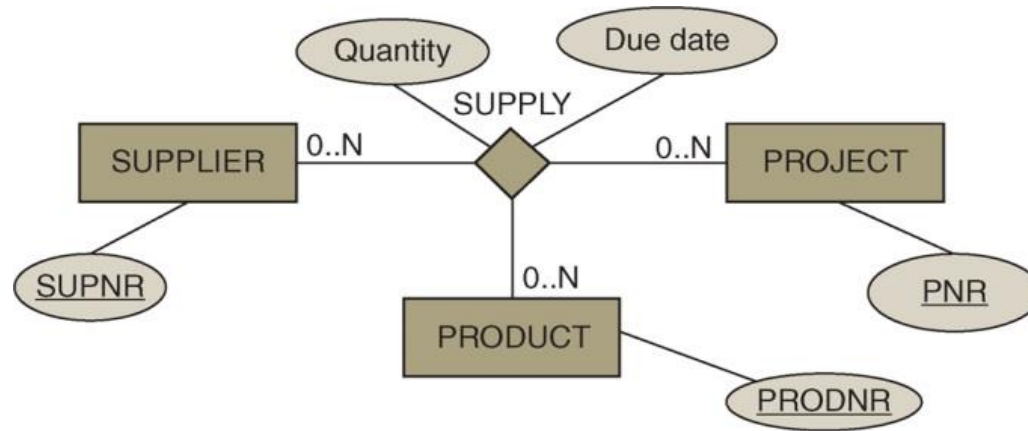 Quantity
Due date
SUPPLY
SUPPLIER
0..N
0..N
PROJECT
SUPNR
0..N
PNR
PRODUCT
PRODNR